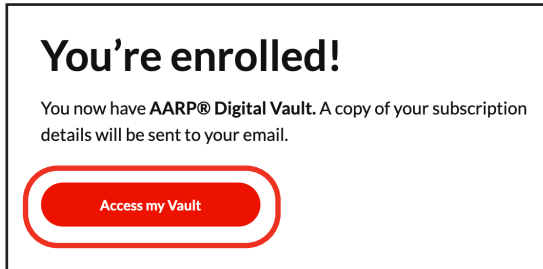 You’re enrolled!
You now have AARP® Digital Vault. A copy of your subscription
details will be sent to your email.
Access my Vault